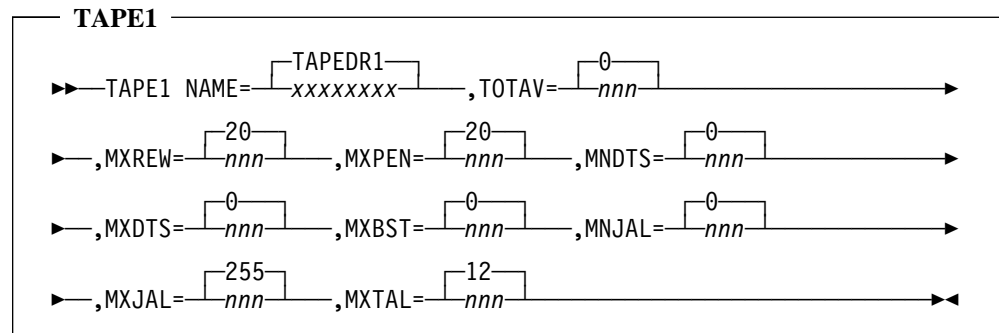 TAPE1
TAPEDR1 0
TAPE1 NAME= xxxxxxxx ,TOTAV= nnn
20 20 0
,MXREW= nnn ,MXPEN= nnn ,MNDTS= nnn
0 0 0
,MXDTS= nnn ,MXBST= nnn ,MNJAL= nnn
255 12
,MXJAL= nnn ,MXTAL= nnn